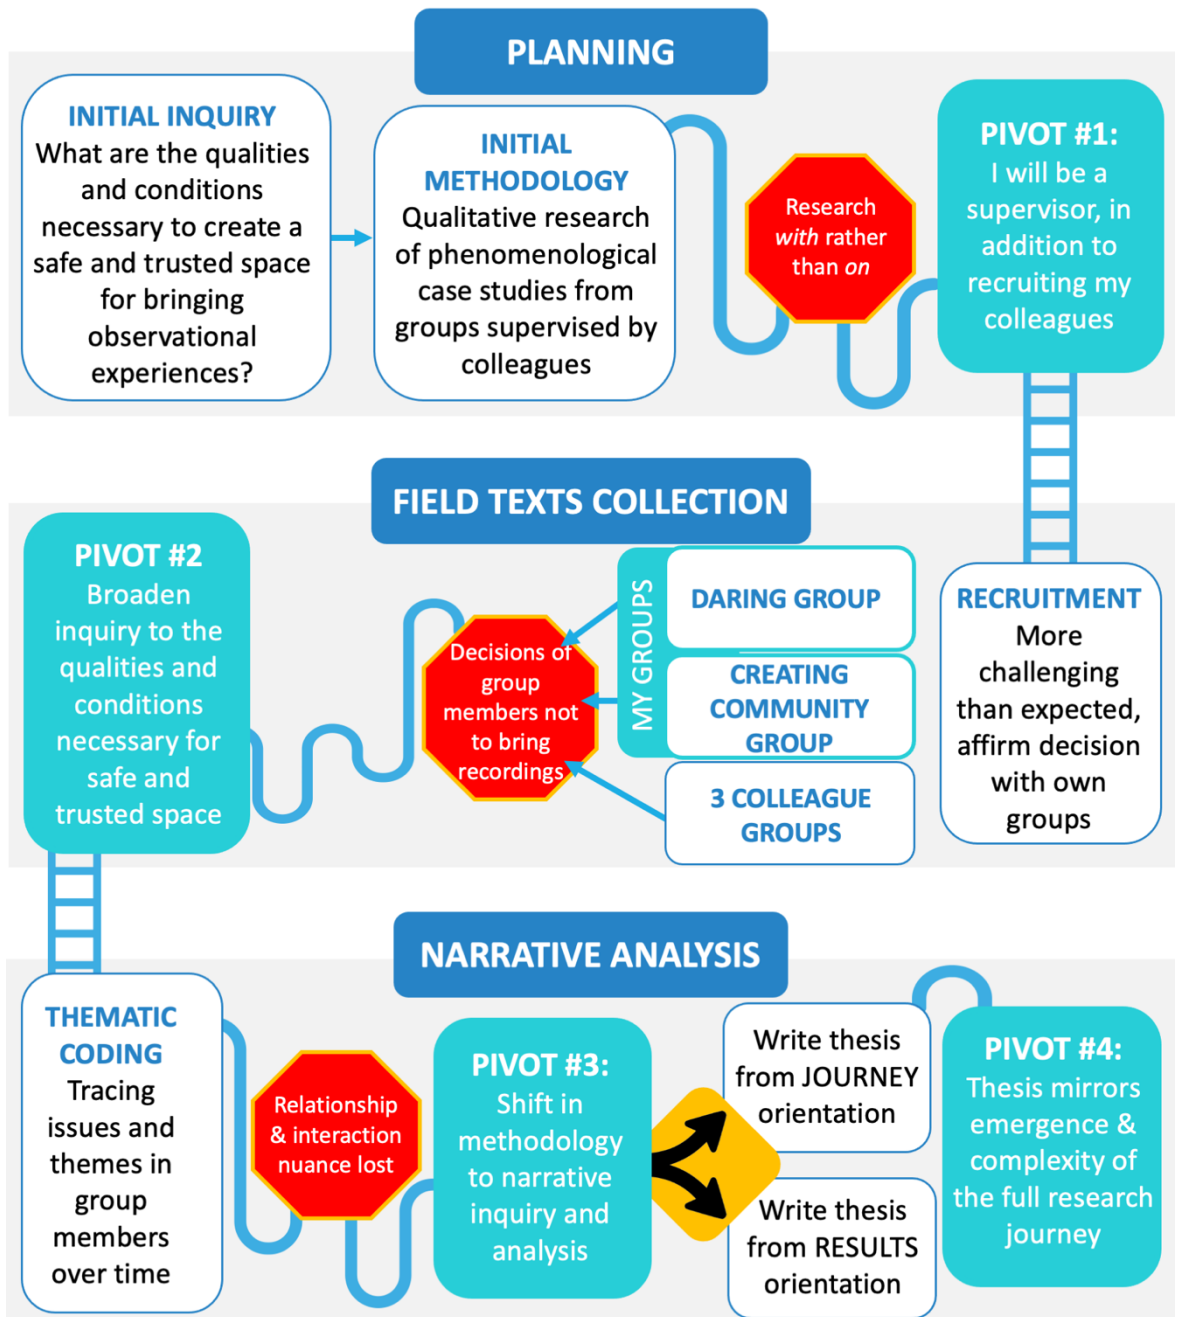 PLANNING
INITIAL INQUIRY
What are the qualities
and conditions
necessary to create a
safe and trusted space
for bringing
observational
experiences?
INITIAL
METHODOLOGY
Qualitative research
of phenomenological
case studies from
groups supervised by
colleagues
Research
with rather
than on
PIVOT #1:
I will be a
supervisor, in
addition to
recruiting my
colleagues
FIELD TEXTS COLLECTION
RECRUITMENT
More
challenging
than expected,
affirm decision
with own
groups
MY GROUPS
DARING GROUP
CREATING
COMMUNITY
GROUP
3 COLLEAGUE
GROUPS
Decisions of
group
members not
to bring
recordings
PIVOT #2
Broaden
inquiry to the
qualities and
conditions
necessary for
safe and
trusted space
NARRATIVE ANALYSIS
THEMATIC
CODING
Tracing
issues and
themes in
group
members
over time
Relationship
& interaction
nuance lost
PIVOT #3:
Shift in
methodology
to narrative
inquiry and
analysis
Write thesis
from JOURNEY
orientation
Write thesis
from RESULTS
orientation
PIVOT #4:
Thesis mirrors
emergence &
complexity of
the full research
journey